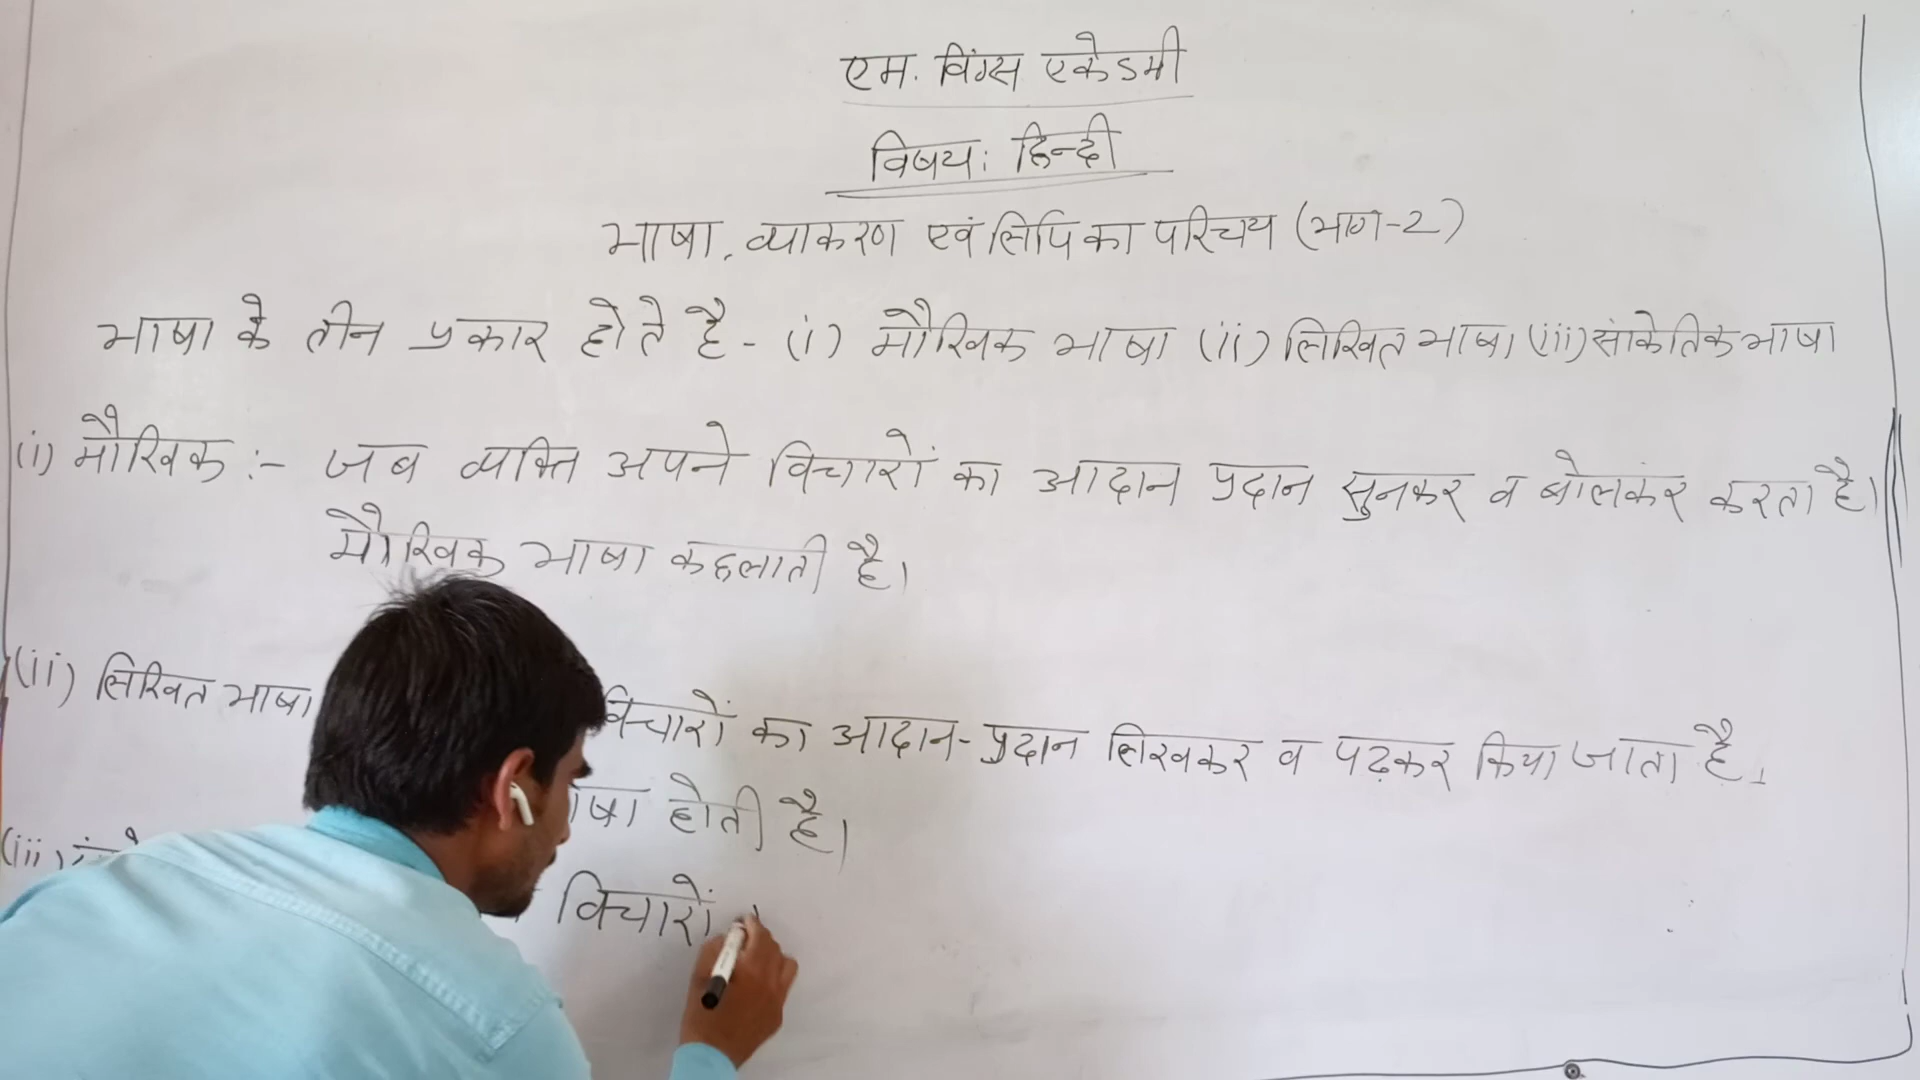 एम. विंग्स एकेडमी
विषय: हिन्दी
भाषा, व्याकरण एवं लिपि का परिचय (भाग-2)
भाषा के तीन प्रकार होते है - (i) मौखिक भाषा (ii) लिखित भाषा (iii) सांकेतिक भाषा
(i) मौखिक :- जब व्यक्ति अपने विचारों का आदान प्रदान सुनकर व बोलकर करता है।
मौखिक भाषा कहलाती है।
(ii) लिखित भाषा विचारों का आदान-प्रदान लिखकर व पढ़कर किया जाता है।
होती है।
(iii) विचारों